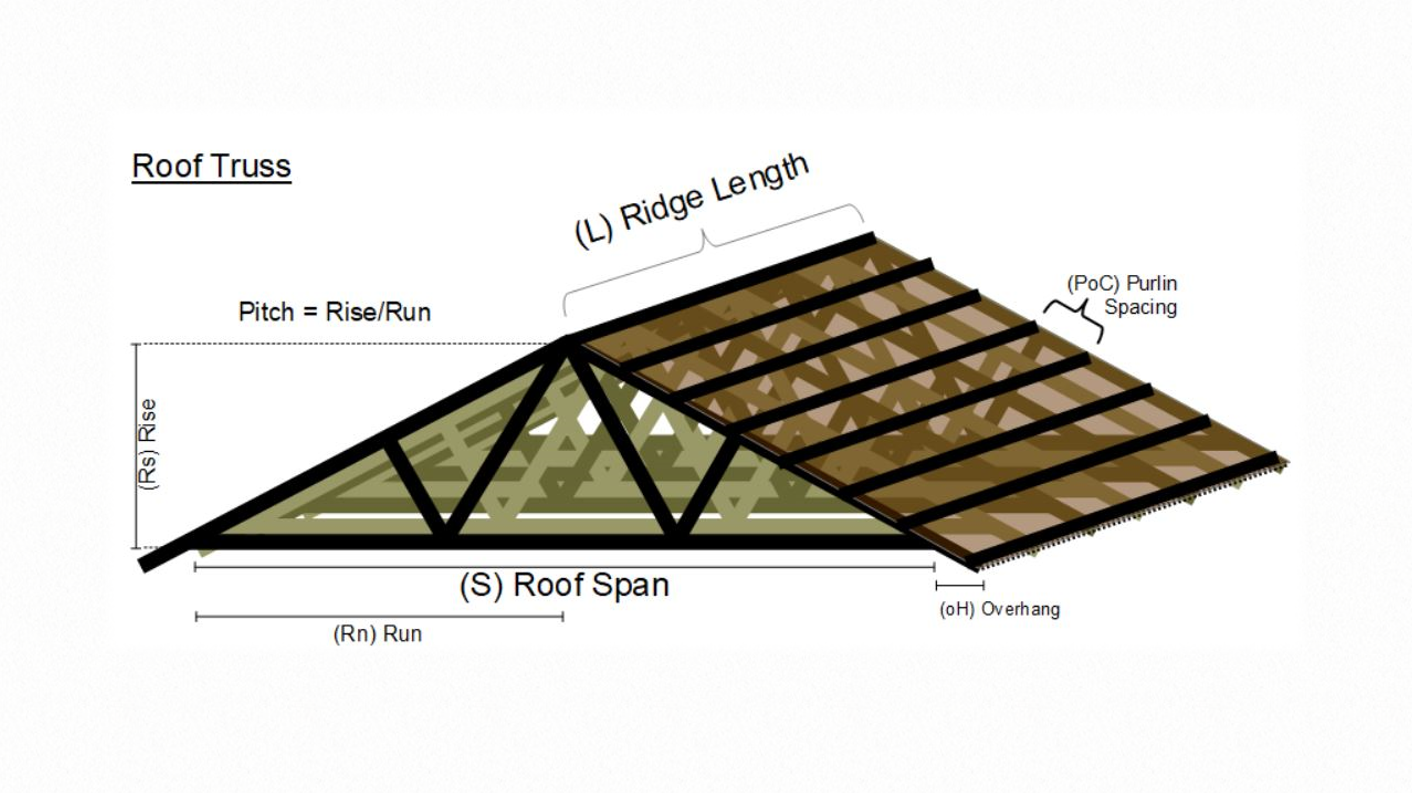 Roof Truss
(L) Ridge Length
(PoC) Purlin
Spacing
Pitch = Rise/Run
(Rs) Rise
(S) Roof Span
(oH) Overhang
(Rn) Run